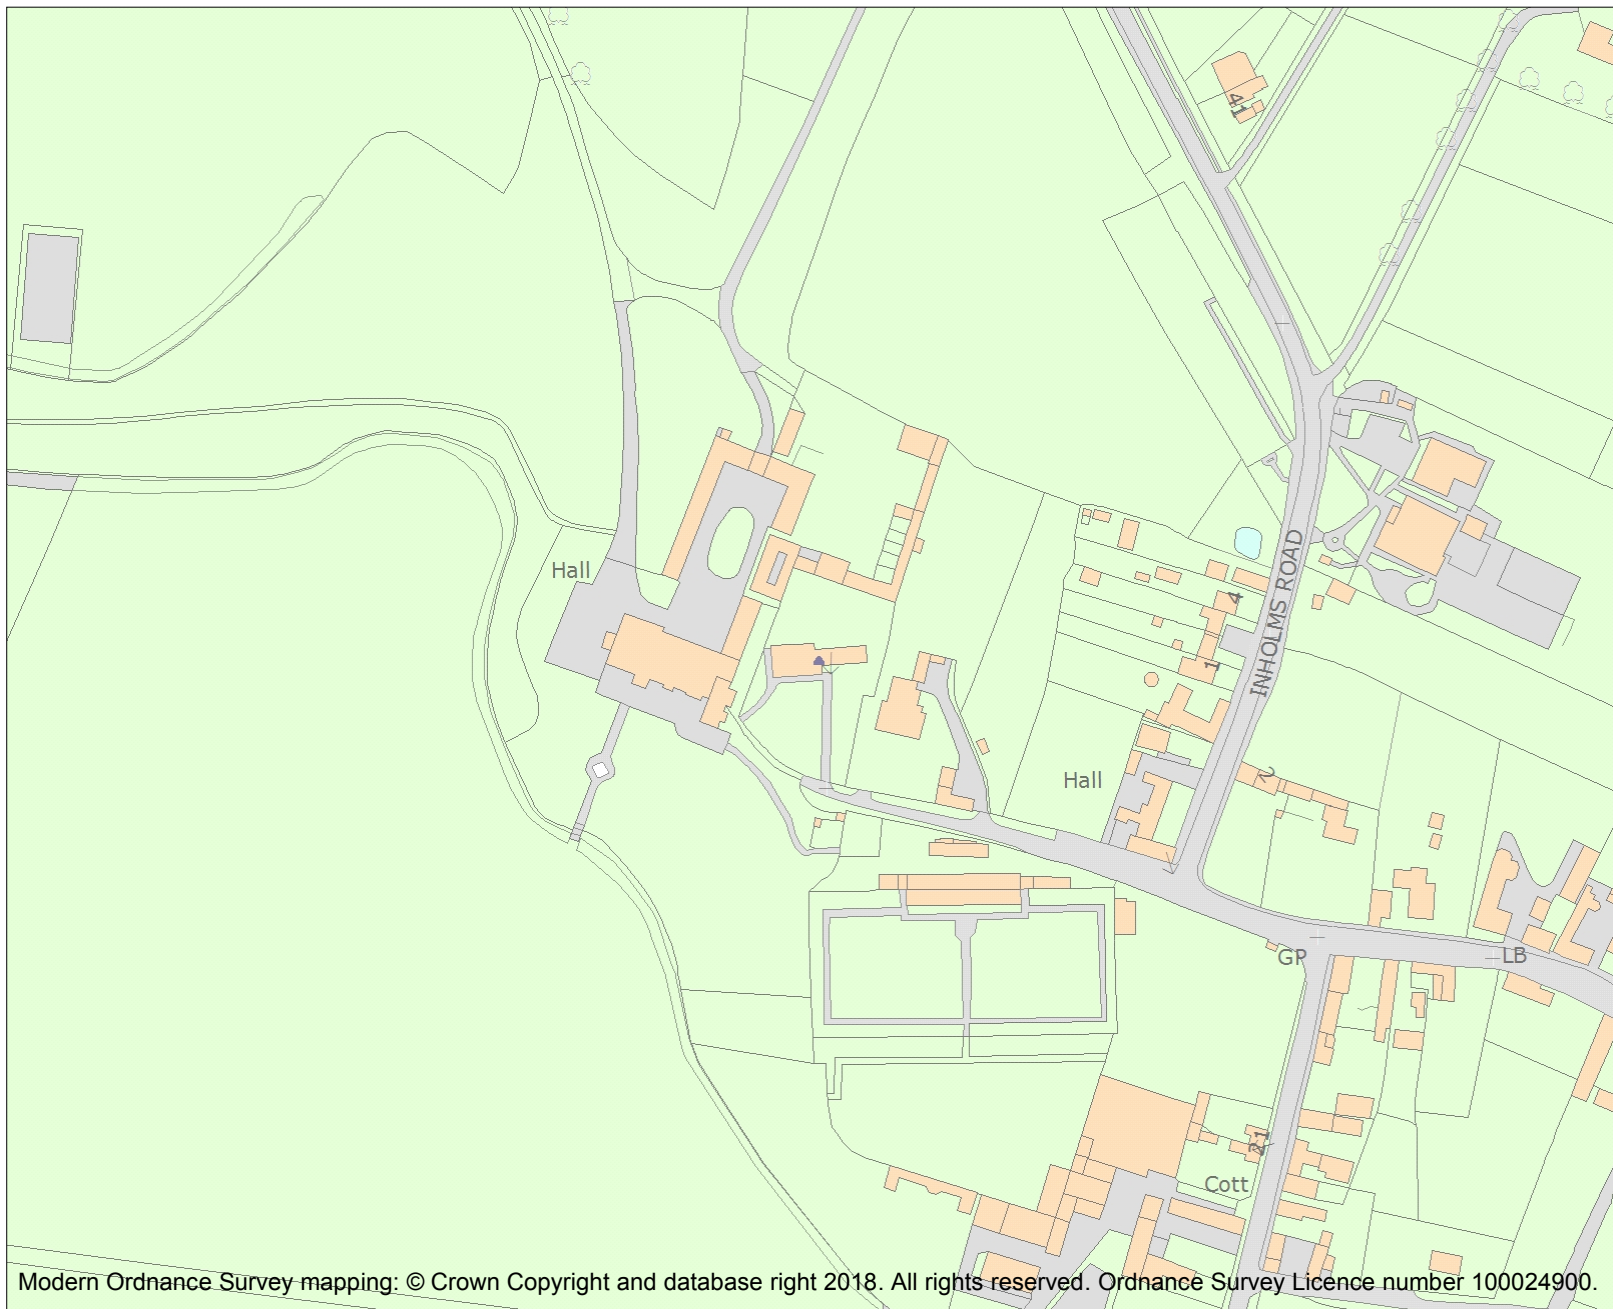 41
Hall
4
INHOLMS ROAD
1
Hall
2
GP
LB
21
Cott
Modern Ordnance Survey mapping: © Crown Copyright and database right 2018. All rights reserved. Ordnance Survey Licence number 100024900.